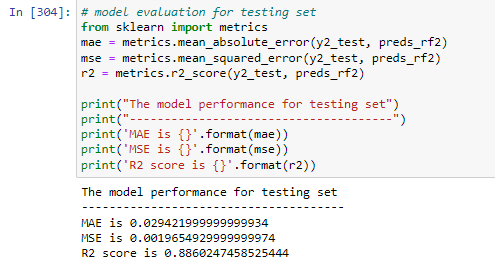 In [304]:
# model evaluation for testing set
from sklearn import metrics
mae = metrics.mean_absolute_error(y2_test, preds_rf2)
mse = metrics.mean_squared_error(y2_test, preds_rf2)
r2 = metrics.r2_score(y2_test, preds_rf2)
print("The model performance for testing set")
print("--------------------------------------")
print('MAE is {}'.format(mae))
print('MSE is {}'.format(mse))
print('R2 score is {}'.format(r2))
The model performance for testing set
--------------------------------------
MAE is 0.029421999999999934
MSE is 0.0019654929999999974
R2 score is 0.8860247458525444